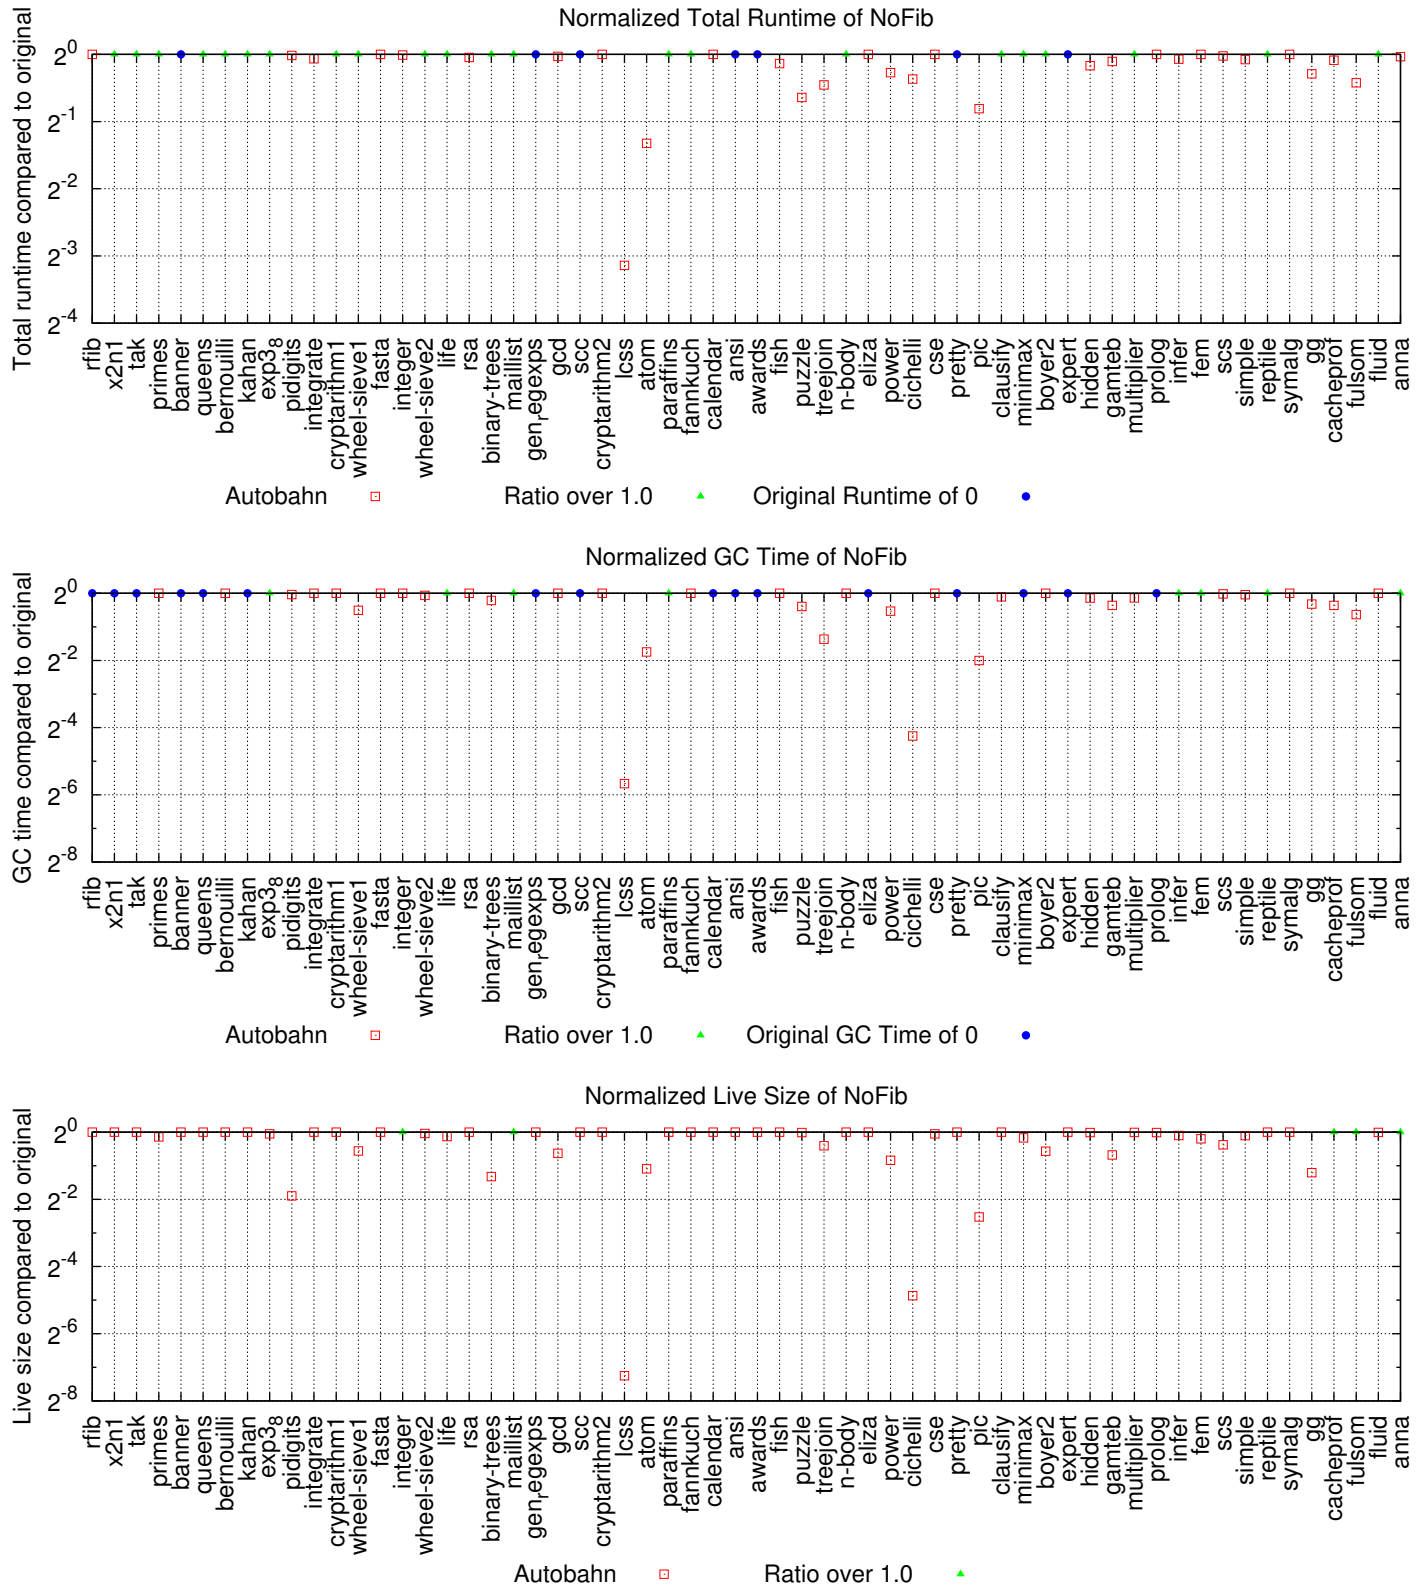 Normalized Total Runtime of NoFib
Total runtime compared to original
2^0
2^-1
2^-2
2^-3
2^-4
rfib
x2n1
tak
primes
banner
queens
bernouilli
kahan
exp3_8
pidigits
integrate
cryptarithm1
wheel-sieve1
fasta
integer
wheel-sieve2
life
rsa
binary-trees
maillist
gen_regexps
gcd
scc
cryptarithm2
lcss
atom
paraffins
fannkuch
calendar
ansi
awards
fish
puzzle
treejoin
n-body
eliza
power
cichelli
cse
pretty
pic
clausify
minimax
boyer2
expert
hidden
gamteb
multiplier
prolog
infer
fem
scs
simple
reptile
symalg
gg
cacheprof
fulsom
fluid
anna
Autobahn Ratio over 1.0 Original Runtime of 0
Normalized GC Time of NoFib
GC time compared to original
2^0
2^-2
2^-4
2^-6
2^-8
rfib
x2n1
tak
primes
banner
queens
bernouilli
kahan
exp3_8
pidigits
integrate
cryptarithm1
wheel-sieve1
fasta
integer
wheel-sieve2
life
rsa
binary-trees
maillist
gen_regexps
gcd
scc
cryptarithm2
lcss
atom
paraffins
fannkuch
calendar
ansi
awards
fish
puzzle
treejoin
n-body
eliza
power
cichelli
cse
pretty
pic
clausify
minimax
boyer2
expert
hidden
gamteb
multiplier
prolog
infer
fem
scs
simple
reptile
symalg
gg
cacheprof
fulsom
fluid
anna
Autobahn Ratio over 1.0 Original GC Time of 0
Normalized Live Size of NoFib
Live size compared to original
2^0
2^-2
2^-4
2^-6
2^-8
rfib
x2n1
tak
primes
banner
queens
bernouilli
kahan
exp3_8
pidigits
integrate
cryptarithm1
wheel-sieve1
fasta
integer
wheel-sieve2
life
rsa
binary-trees
maillist
gen_regexps
gcd
scc
cryptarithm2
lcss
atom
paraffins
fannkuch
calendar
ansi
awards
fish
puzzle
treejoin
n-body
eliza
power
cichelli
cse
pretty
pic
clausify
minimax
boyer2
expert
hidden
gamteb
multiplier
prolog
infer
fem
scs
simple
reptile
symalg
gg
cacheprof
fulsom
fluid
anna
Autobahn Ratio over 1.0